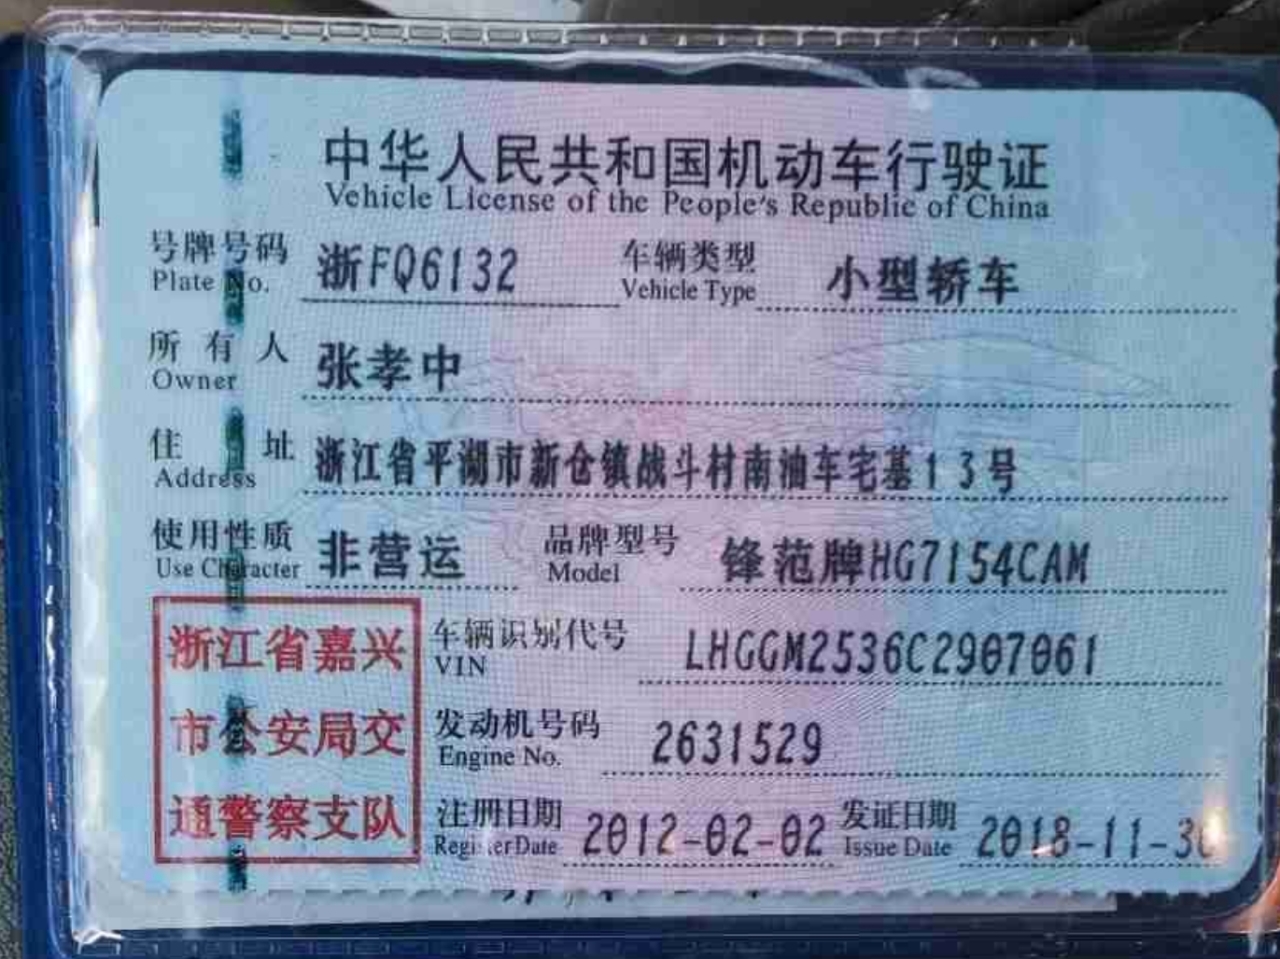 中华人民共和国机动车行驶证
Vehicle License of the People's Republic of China
号牌号码 浙FQ6132 车辆类型 小型轿车
Plate No. Vehicle Type
所有人 张孝中
Owner
住址 浙江省平湖市新仓镇战斗村南油车宅基13号
Address
使用性质 非营运 品牌型号 锋范牌HG7154CAM
Use Character Model
浙江省嘉兴
市公安局交
通警察支队
车辆识别代号 LHGGM2536C2907061
VIN
发动机号码 2631529
Engine No.
注册日期 2012-02-02 发证日期 2018-11-30
Register Date Issue Date